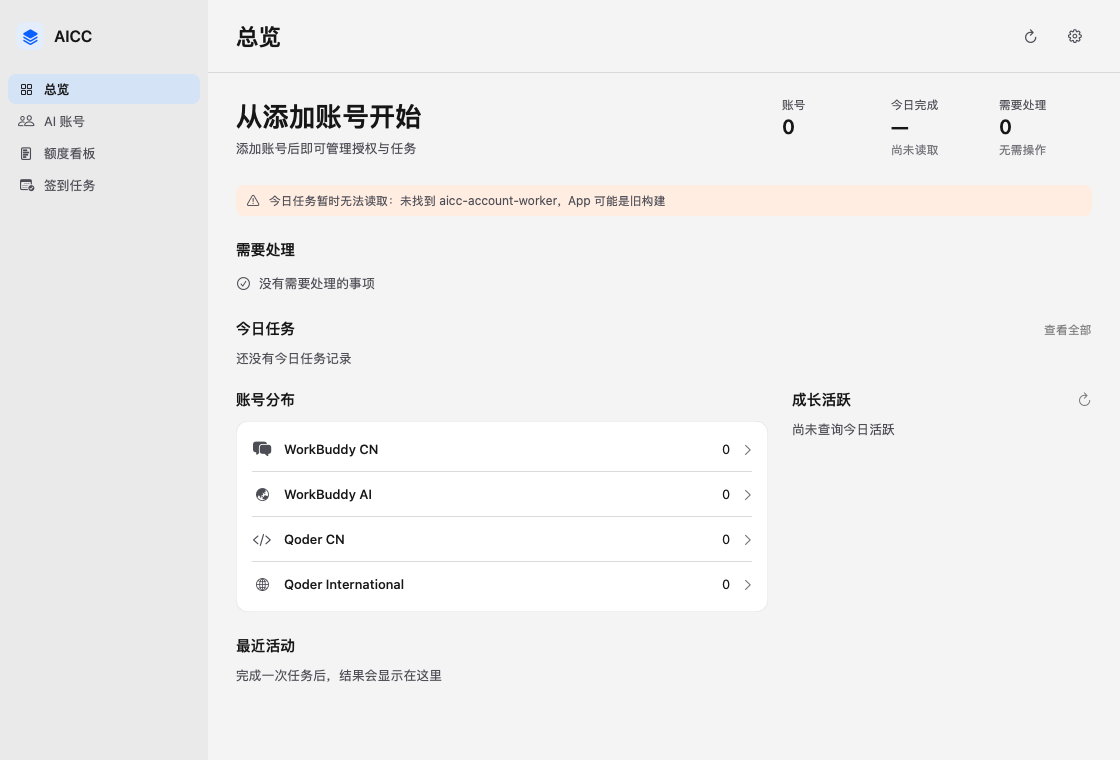 AICC
总览
AI 账号
额度看板
签到任务
总览
从添加账号开始
添加账号后即可管理授权与任务
账号
0
今日完成
—
尚未读取
需要处理
0
无需操作
今日任务暂时无法读取：未找到 aicc-account-worker，App 可能是旧构建
需要处理
没有需要处理的事项
今日任务
查看全部
还没有今日任务记录
账号分布
WorkBuddy CN 0
WorkBuddy AI 0
Qoder CN 0
Qoder International 0
成长活跃
尚未查询今日活跃
最近活动
完成一次任务后，结果会显示在这里